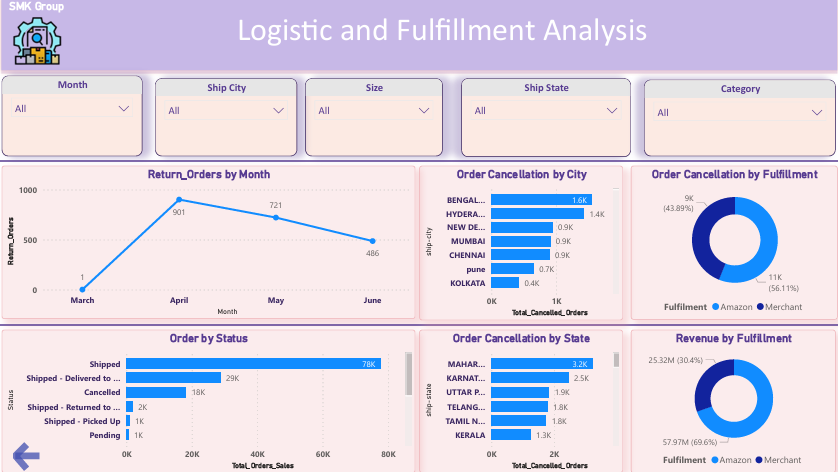 SMK Group
Logistic and Fulfillment Analysis
Month
All
Ship City
All
Size
All
Ship State
All
Category
All
Return_Orders by Month
Return_Orders
1000
500
0
1
901
721
486
March April May June
Month
Order Cancellation by City
ship-city
BENGAL... 1.6K
HYDERA... 1.4K
NEW DE... 0.9K
MUMBAI 0.9K
CHENNAI 0.9K
pune 0.7K
KOLKATA 0.4K
0K 1K
Total_Cancelled_Orders
Order Cancellation by Fulfillment
9K
(43.89%)
11K
(56.11%)
Fulfilment Amazon Merchant
Order by Status
Status
Shipped 78K
Shipped - Delivered to ... 29K
Cancelled 18K
Shipped - Returned to ... 2K
Shipped - Picked Up 1K
Pending 1K
0K 20K 40K 60K 80K
Total_Orders_Sales
Order Cancellation by State
ship-state
MAHAR... 3.2K
KARNAT... 2.5K
UTTAR P... 1.9K
TELANG... 1.8K
TAMIL N... 1.8K
KERALA 1.3K
0K 2K
Total_Cancelled_Orders
Revenue by Fulfillment
25.32M (30.4%)
57.97M (69.6%)
Fulfilment Amazon Merchant